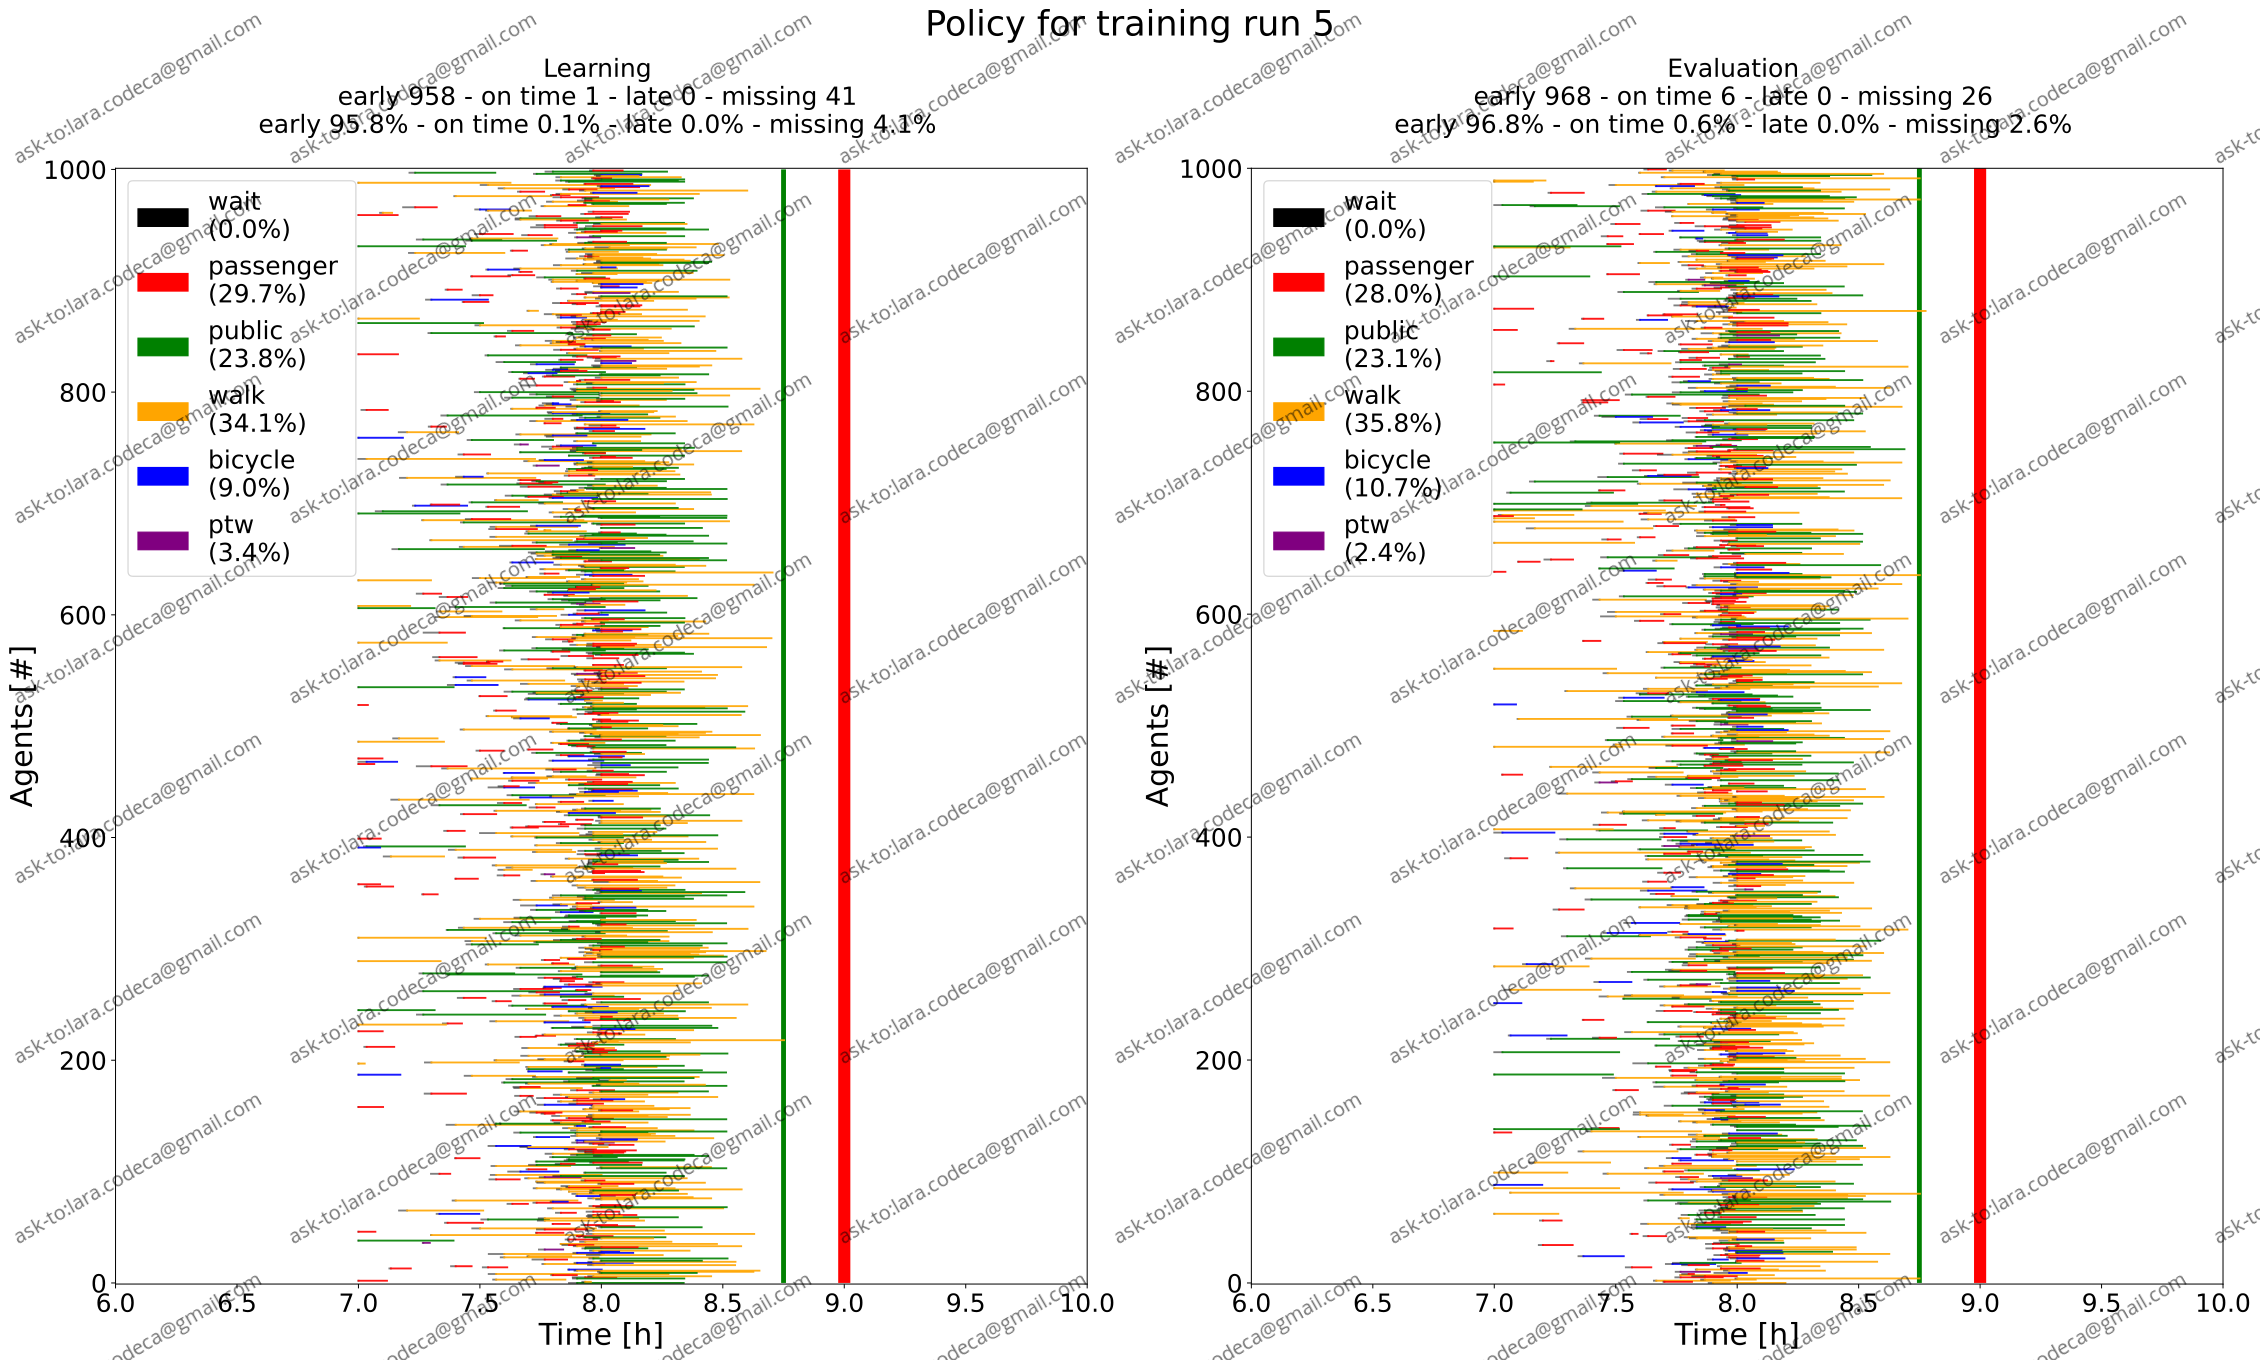 Policy for training run 5
Learning
early 958 - on time 1 - late 0 - missing 41
early 95.8% - on time 0.1% - late 0.0% - missing 4.1%
1000
800
600
400
200
0
Agents [#]
wait
(0.0%)
passenger
(29.7%)
public
(23.8%)
walk
(34.1%)
bicycle
(9.0%)
ptw
(3.4%)
6.0 6.5 7.0 7.5 8.0 8.5 9.0 9.5 10.0
Time [h]
Evaluation
early 968 - on time 6 - late 0 - missing 26
early 96.8% - on time 0.6% - late 0.0% - missing 2.6%
1000
800
600
400
200
0
Agents [#]
wait
(0.0%)
passenger
(28.0%)
public
(23.1%)
walk
(35.8%)
bicycle
(10.7%)
ptw
(2.4%)
6.0 6.5 7.0 7.5 8.0 8.5 9.0 9.5 10.0
Time [h]
ask-to:lara.codeca@gmail.com